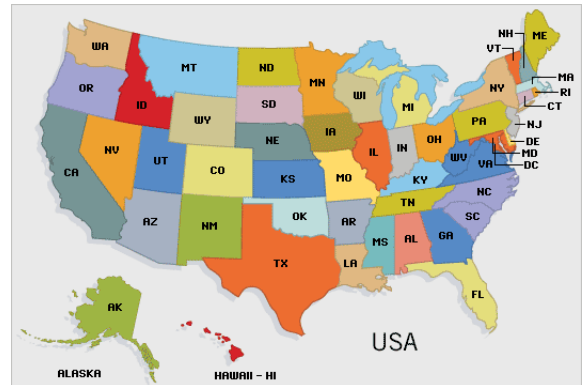 WA
MT
ND
MN
OR
ID
WY
SD
WI
MI
NY
VT
NH
ME
MA
RI
CT
NJ
DE
MD
DC
PA
NV
UT
CO
NE
IA
IL
IN
OH
WV
VA
CA
AZ
NM
KS
MO
KY
OK
AR
TN
NC
SC
TX
LA
MS
AL
GA
FL
AK
USA
ALASKA
HAWAII - HI